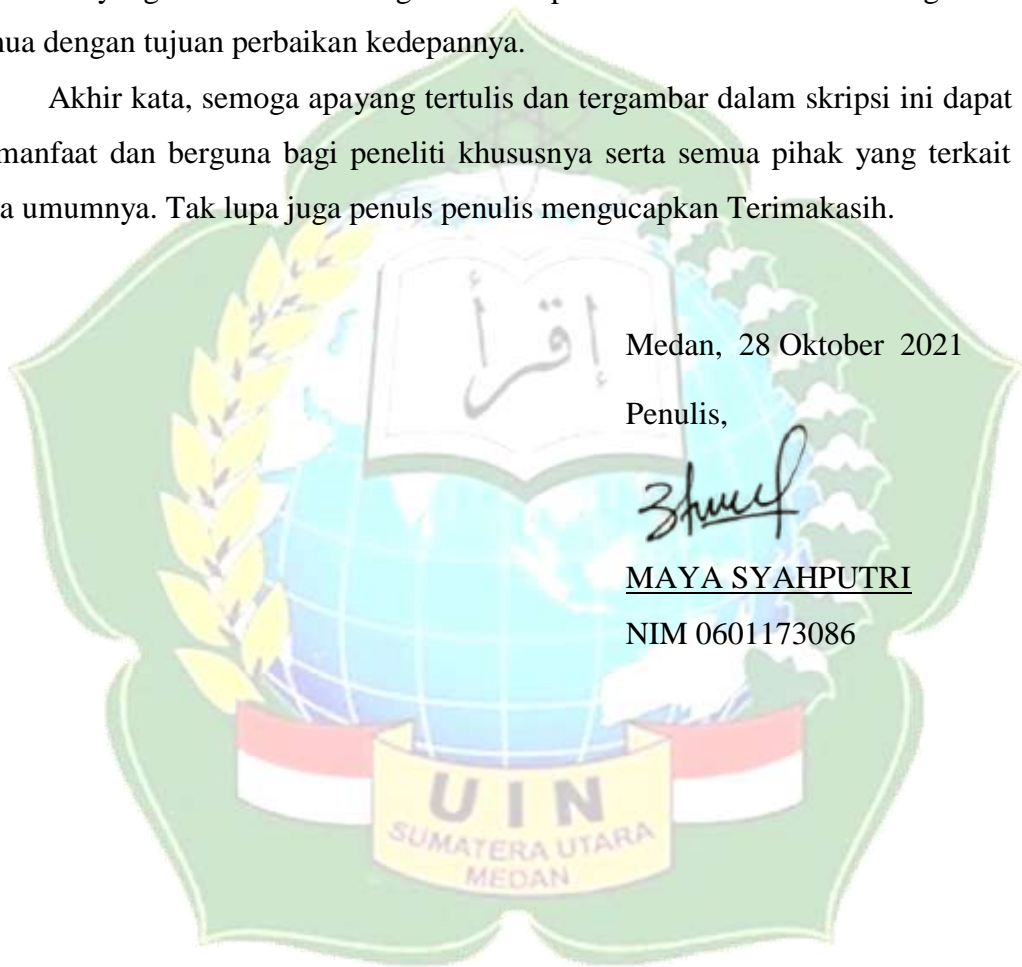 nua dengan tujuan perbaikan kedepannya.
Akhir kata, semoga apayang tertulis dan tergambar dalam skripsi ini dapat
manfaat dan berguna bagi peneliti khususnya serta semua pihak yang terkait
a umumnya. Tak lupa juga penuls penulis mengucapkan Terimakasih.
إقرأ
Medan, 28 Oktober 2021
Penulis,
MAYA SYAHPUTRI
NIM 0601173086
UIN
SUMATERA UTARA
MEDAN